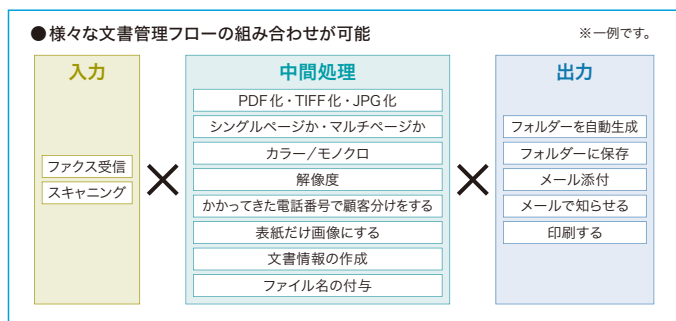 ●様々な文書管理フローの組み合わせが可能
※一例です。
入力
ファクス受信
スキャニング
×
中間処理
PDF化・TIFF化・JPG化
シングルページか・マルチページか
カラー／モノクロ
解像度
かかってきた電話番号で顧客分けをする
表紙だけ画像にする
文書情報の作成
ファイル名の付与
×
出力
フォルダーを自動生成
フォルダーに保存
メール添付
メールで知らせる
印刷する